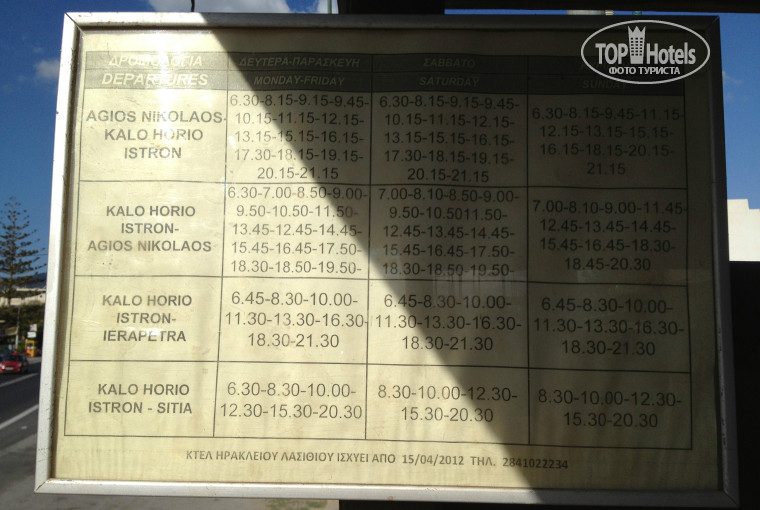 TOP Hotels
ФОТО ТУРИСТА
ΔΡΟΜΟΛΟΓΙΑ
DEPARTURES
ΔΕΥΤΕΡΑ-ΠΑΡΑΣΚΕΥΗ
MONDAY-FRIDAY
ΣΑΒΒΑΤΟ
SATURDAY
SUNDAY
AGIOS NIKOLAOS-
KALO HORIO
ISTRON
6.30-8.15-9.15-9.45-
10.15-11.15-12.15-
13.15-15.15-16.15-
17.30-18.15-19.15-
20.15-21.15
6.30-8.15-9.15-9.45-
10.15-11.15-12.15-
13.15-15.15-16.15-
17.30-18.15-19.15-
20.15-21.15
6.30-8.15-9.45-11.15-
12.15-13.15-15.15-
16.15-18.15-20.15-
21.15
KALO HORIO
ISTRON-
AGIOS NIKOLAOS
6.30-7.00-8.50-9.00-
9.50-10.50-11.50-
13.45-12.45-14.45-
15.45-16.45-17.50-
18.30-18.50-19.50-
7.00-8.10-8.50-9.00-
9.50-10.5011.50-
12.45-13.45-14.45-
15.45-16.45-17.50-
18.30-18.50-19.50-
7.00-8.10-9.00-11.45-
12.45-13.45-14.45-
15.45-16.45-18.30-
18.45-20.30
KALO HORIO
ISTRON-
IERAPETRA
6.45-8.30-10.00-
11.30-13.30-16.30-
18.30-21.30
6.45-8.30-10.00-
11.30-13.30-16.30-
18.30-21.30
6.45-8.30-10.00-
11.30-13.30-16.30-
18.30-21.30
KALO HORIO
ISTRON - SITIA
6.30-8.30-10.00-
12.30-15.30-20.30
8.30-10.00-12.30-
15.30-20.30
8.30-10.00-12.30-
15.30-20.30
ΚΤΕΛ ΗΡΑΚΛΕΙΟΥ ΛΑΣΙΘΙΟΥ ΙΣΧΥΕΙ ΑΠΟ 15/04/2012 ΤΗΛ. 2841022234